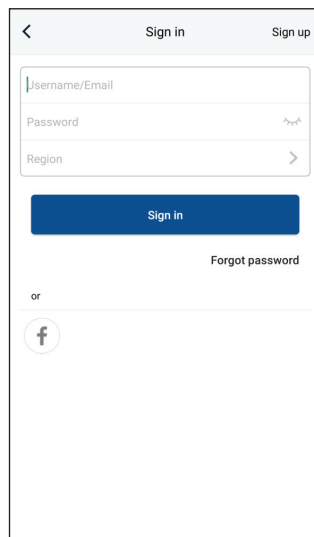 Sign in Sign up
Username/Email
Password
Region
Sign in
Forgot password
or
f